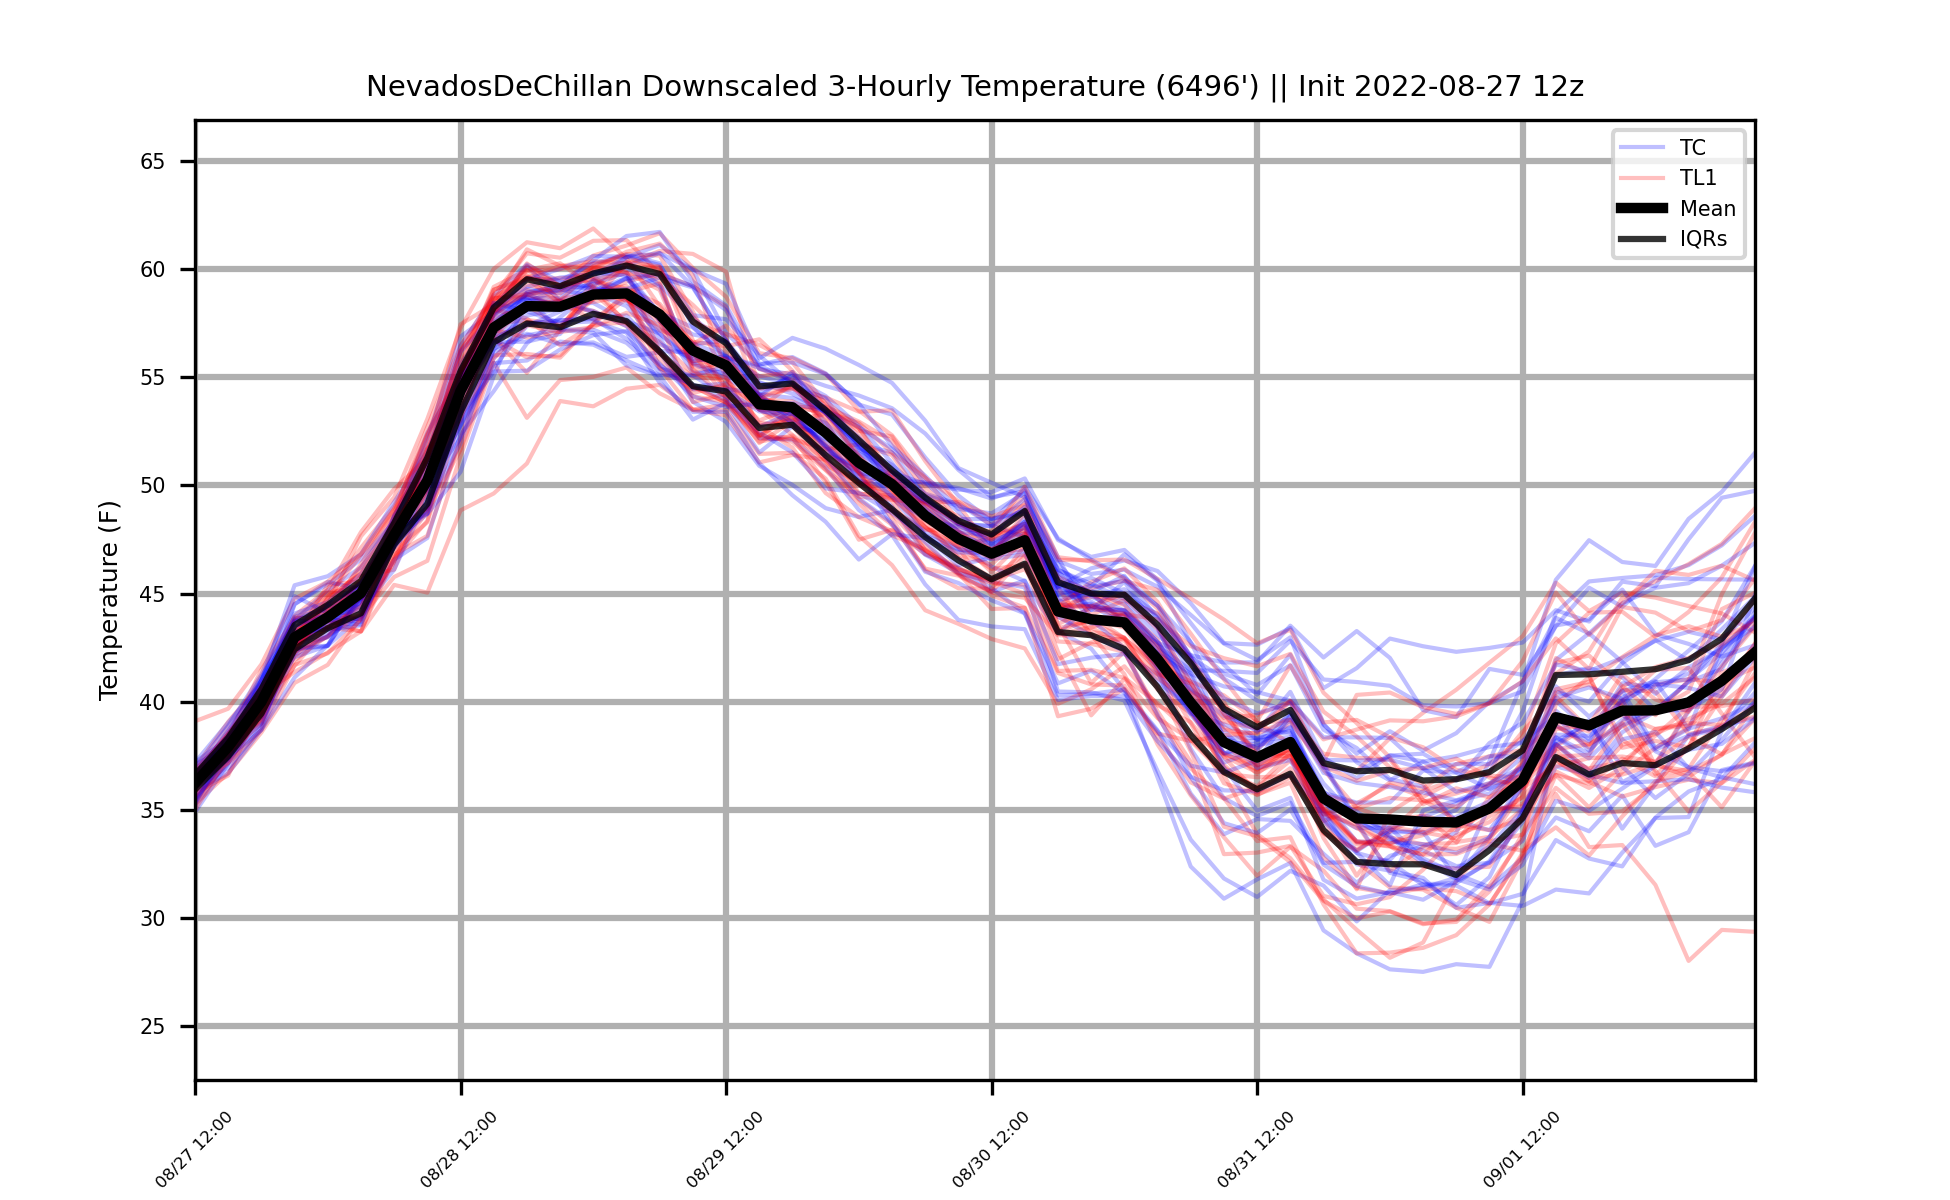 NevadosDeChillan Downscaled 3-Hourly Temperature (6496') || Init 2022-08-27 12z
TC
TL1
Mean
IQRs
Temperature (F)
65
60
55
50
45
40
35
30
25
08/27 12:00
08/28 12:00
08/29 12:00
08/30 12:00
08/31 12:00
09/01 12:00